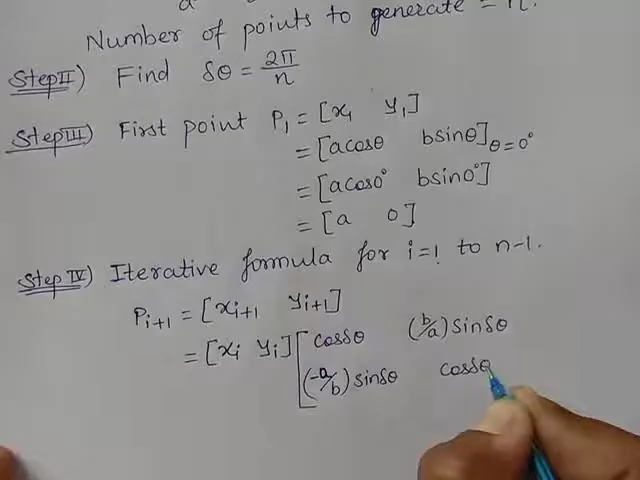 a
Number of points to generate = n.
Step II) Find δθ = 2π/n
Step III) First point P₁ = [x₁ y₁]
= [acosθ bsinθ]θ=0°
= [acos0° bsin0°]
= [a 0]
Step IV) Iterative formula for i=1 to n-1.
Pᵢ₊₁ = [xᵢ₊₁ yᵢ₊₁]
= [xᵢ yᵢ] [cosδθ (b/a) sinδθ
(-a/b) sinδθ cosδθ